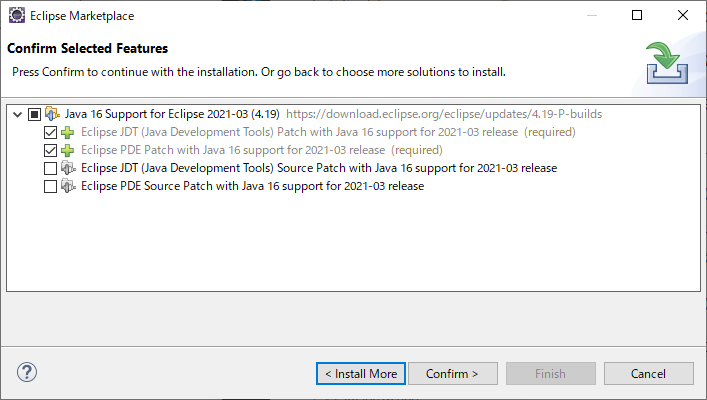 Eclipse Marketplace
Confirm Selected Features
Press Confirm to continue with the installation. Or go back to choose more solutions to install.
Java 16 Support for Eclipse 2021-03 (4.19) https://download.eclipse.org/eclipse/updates/4.19-P-builds
Eclipse JDT (Java Development Tools) Patch with Java 16 support for 2021-03 release (required)
Eclipse PDE Patch with Java 16 support for 2021-03 release (required)
Eclipse JDT (Java Development Tools) Source Patch with Java 16 support for 2021-03 release
Eclipse PDE Source Patch with Java 16 support for 2021-03 release
? < Install More Confirm > Finish Cancel